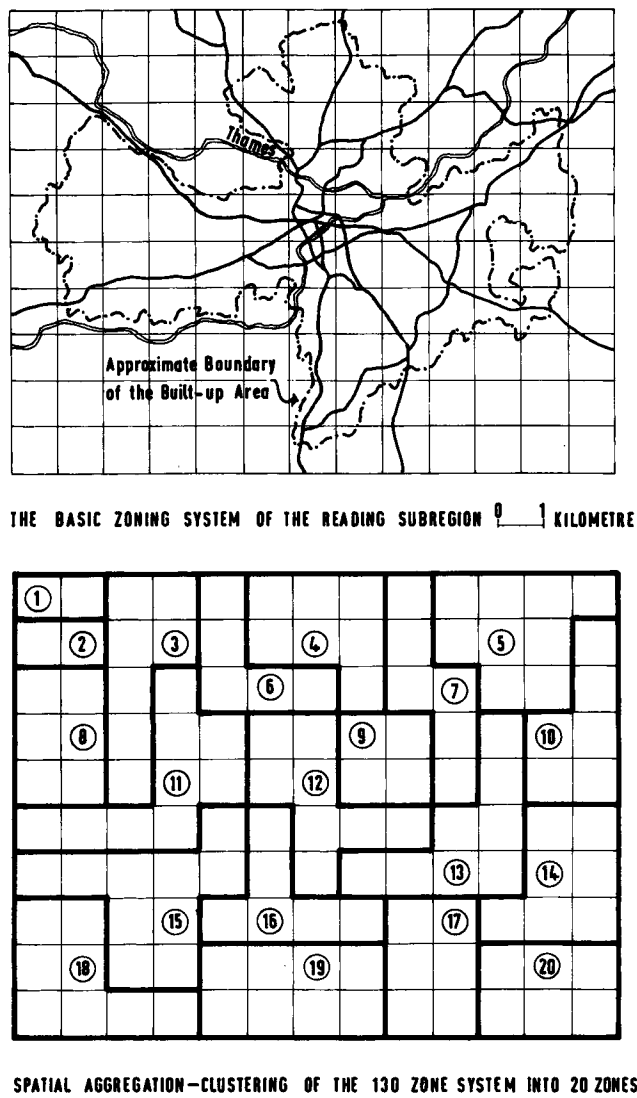 Thames
Approximate Boundary
of the Built-up Area
THE BASIC ZONING SYSTEM OF THE READING SUBREGION 0 1 KILOMETRE
1
2 3 4 5
6 7
8 9 10
11 12
13 14
15 16 17
18 19 20
SPATIAL AGGREGATION-CLUSTERING OF THE 130 ZONE SYSTEM INTO 20 ZONES